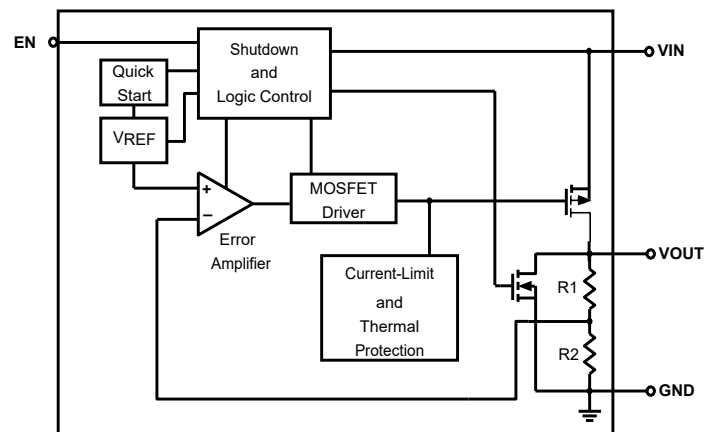 EN
Shutdown
and
Logic Control
VIN
Quick
Start
VREF
+
−
MOSFET
Driver
Error
Amplifier
VOUT
Current-Limit
and
Thermal
Protection
R1
R2
GND